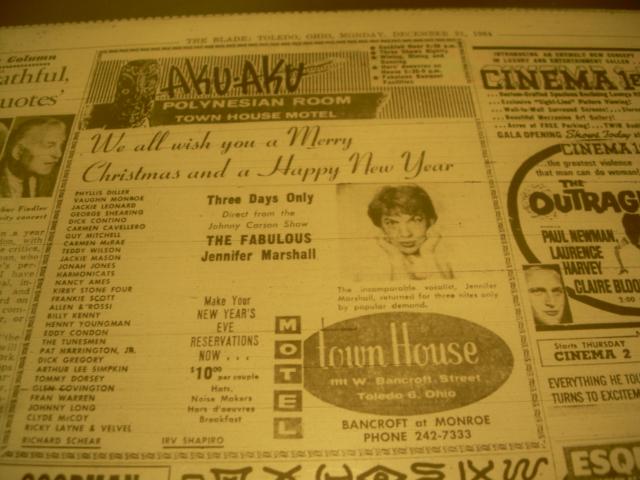 THE BLADE: TOLEDO, OHIO, MONDAY, DECEMBER 21, 1964
Column
athful,
uotes'
AKU-AKU
POLYNESIAN ROOM
TOWN HOUSE MOTEL
We all wish you a Merry
Christmas and a Happy New Year
PHYLLIS DILLER
VAUGHN MONROE
JACKIE LEONARD
GEORGE SHEARING
DICK CONTINO
CARMEN CAVELLERO
GUY MITCHELL
CARMEN McRAE
TEDDY WILSON
JACKIE MASON
JONAH JONES
HARMONICATS
NANCY AMES
KIRBY STONE FOUR
FRANKIE SCOTT
ALLEN & ROSSI
BILLY KENNY
HENNY YOUNGMAN
EDDY CONDON
THE TUNESMEN
PAT HARRINGTON, JR.
DICK GREGORY
ARTHUR LEE SIMPKIN
TOMMY DORSEY
GLEN COVINGTON
FRAN WARREN
JOHNNY LONG
CLYDE McCOY
RICKY LAYNE & VELVEL
RICHARD SCHEAR
IRV SHAPIRO
Three Days Only
Direct from the
Johnny Carson Show
THE FABULOUS
Jennifer Marshall
The incomparable vocalist, Jennifer
Marshall, returned for three nites only
by popular demand.
Make Your
NEW YEAR'S
EVE
RESERVATIONS
NOW . . .
$10.00 per couple
Hats,
Noise Makers
Hors d'oeuvres
Breakfast
MOTEL
Town House
1111 W. Bancroft Street
Toledo 6, Ohio
BANCROFT at MONROE
PHONE 242-7333
INTRODUCING AN ENTIRELY NEW CONCEPT
IN LUXURY AND ENTERTAINMENT
CINEMA 1
GALA OPENING
CINEMA 1
the greatest violence
that man can do woman!
THE
OUTRAG
PAUL NEWMAN,
LAURENCE
HARVEY
CLAIRE BLOO
Starts THURSDAY
CINEMA 2
EVERYTHING HE TOU
TURNS TO EXCITEM
ESQ